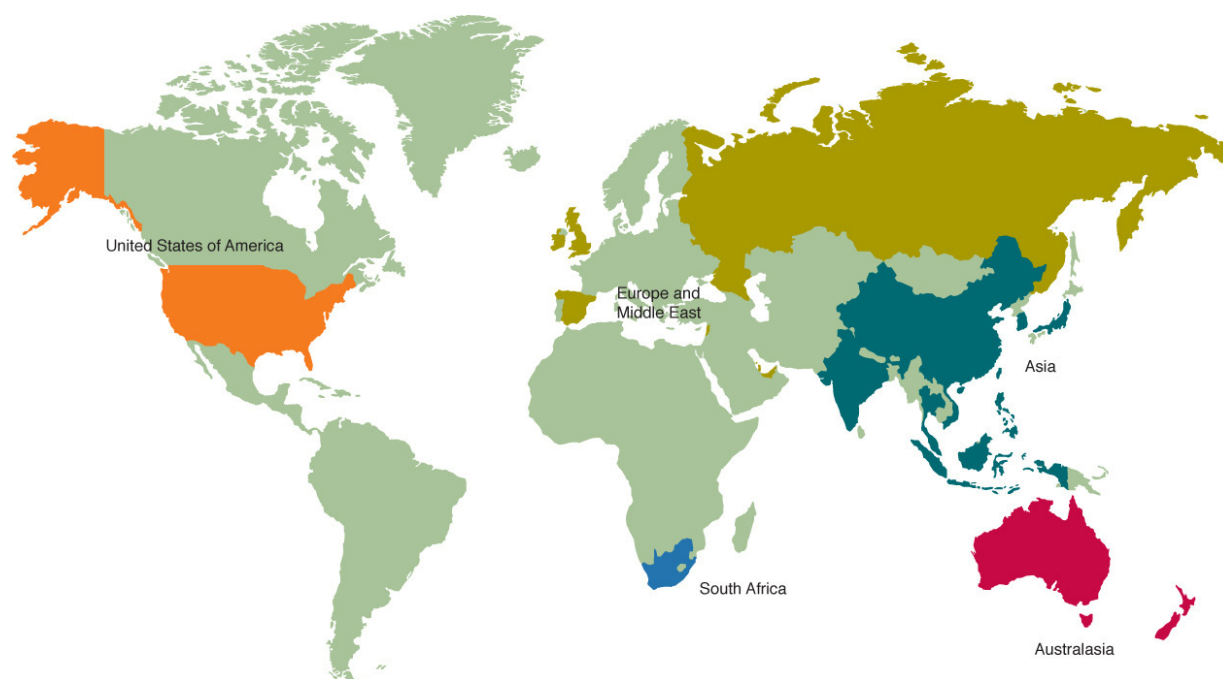 United States of America
Europe and
Middle East
Asia
South Africa
Australasia